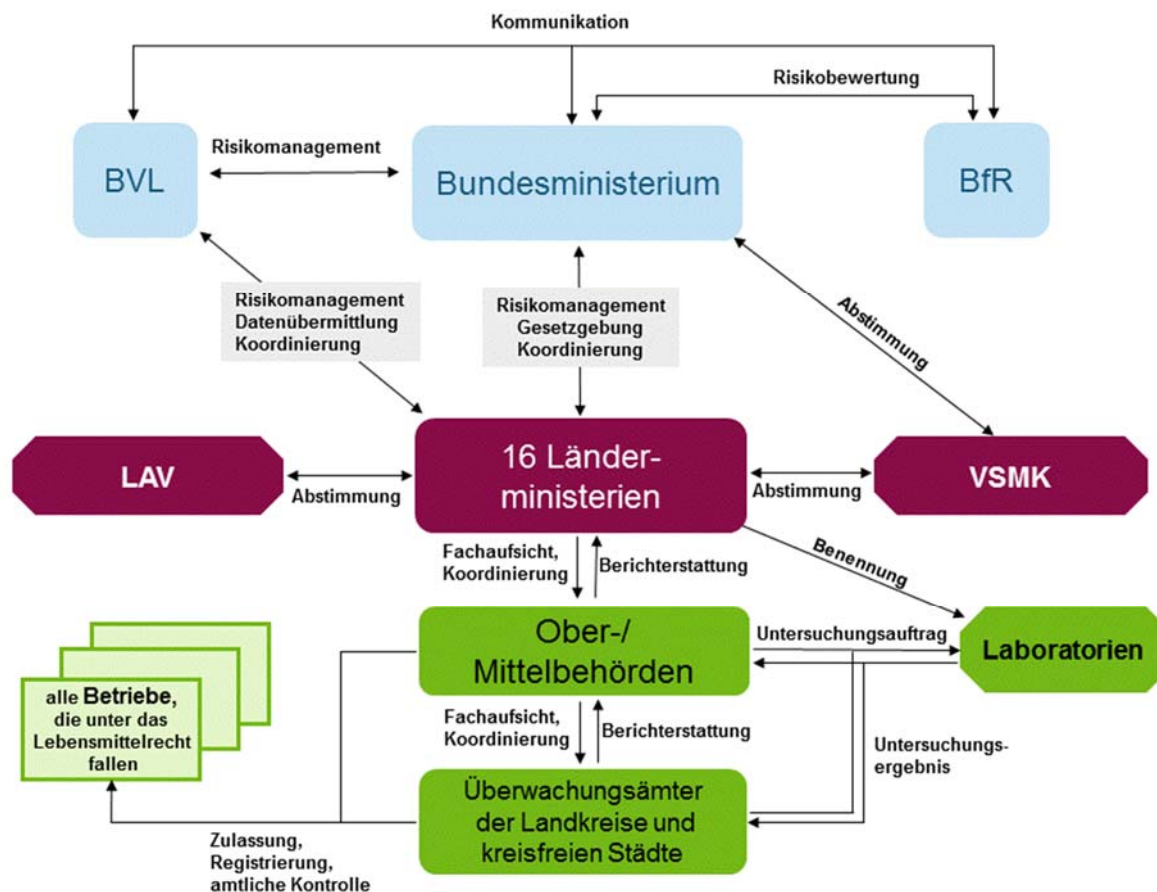 Kommunikation
Risikobewertung
Risikomanagement
BVL
Bundesministerium
BfR
Risikomanagement
Datenübermittlung
Koordinierung
Risikomanagement
Gesetzgebung
Koordinierung
Abstimmung
LAV
Abstimmung
16 Länder-
ministerien
Abstimmung
VSMK
Fachaufsicht,
Koordinierung
Berichterstattung
Benennung
Ober-/
Mittelbehörden
Untersuchungsauftrag
Laboratorien
alle Betriebe,
die unter das
Lebensmittelrecht
fallen
Fachaufsicht,
Koordinierung
Berichterstattung
Untersuchungs-
ergebnis
Überwachungsämter
der Landkreise und
kreisfreien Städte
Zulassung,
Registrierung,
amtliche Kontrolle